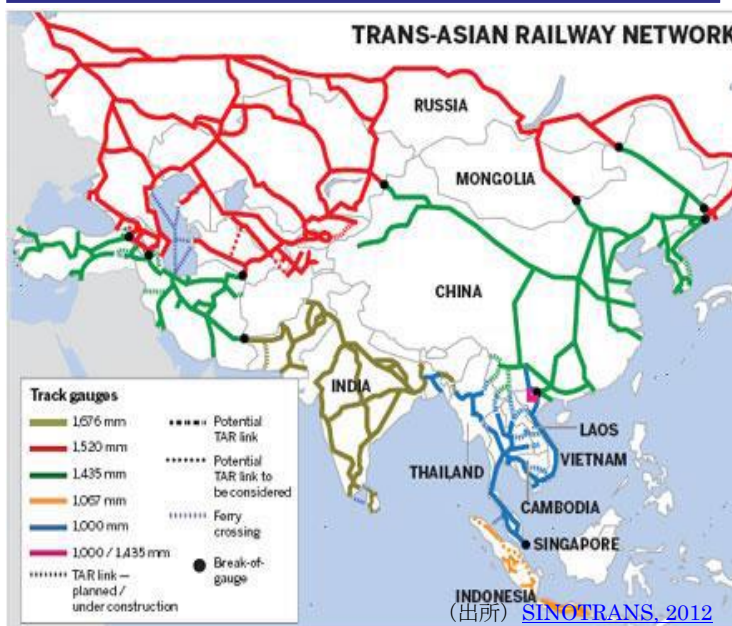 TRANS-ASIAN RAILWAY NETWORK
RUSSIA
MONGOLIA
CHINA
INDIA
LAOS
VIETNAM
THAILAND
CAMBODIA
SINGAPORE
INDONESIA
Track gauges
1,676 mm
1,520 mm
1,435 mm
1,067 mm
1,000 mm
1,000 / 1,435 mm
TAR link —
planned /
under construction
Potential
TAR link
Potential
TAR link to
be considered
Ferry
crossing
Break-of-
gauge
（出所） SINOTRANS, 2012